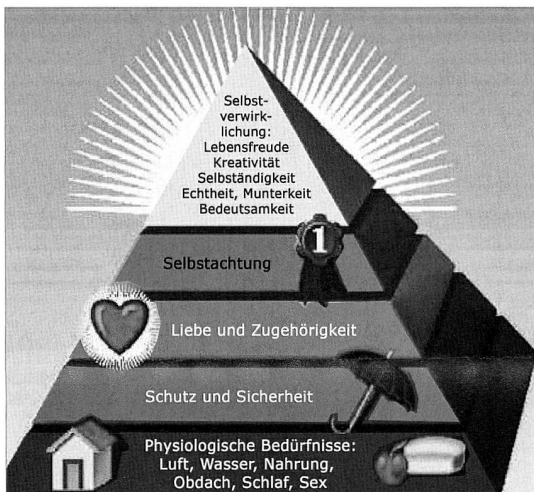 Selbst-
verwirk-
lichung:
Lebensfreude
Kreativität
Selbständigkeit
Echtheit, Munterkeit
Bedeutsamkeit
1
Selbstachtung
Liebe und Zugehörigkeit
Schutz und Sicherheit
Physiologische Bedürfnisse:
Luft, Wasser, Nahrung,
Obdach, Schlaf, Sex